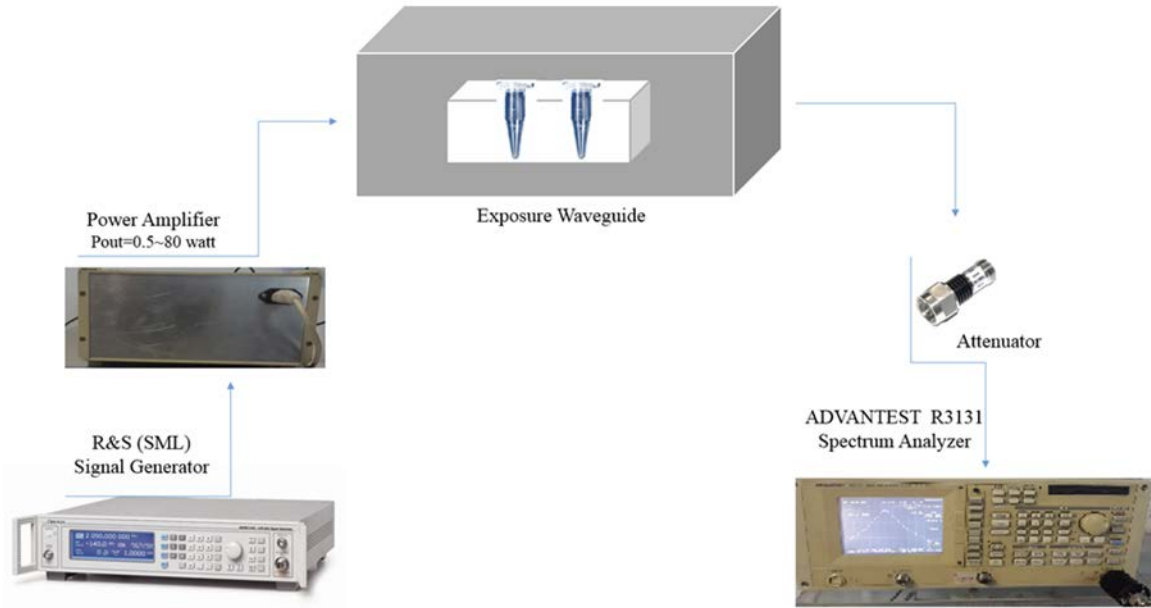 Exposure Waveguide
Power Amplifier
Pout=0.5~80 watt
Attenuator
R&S (SML)
Signal Generator
ADVANTEST R3131
Spectrum Analyzer